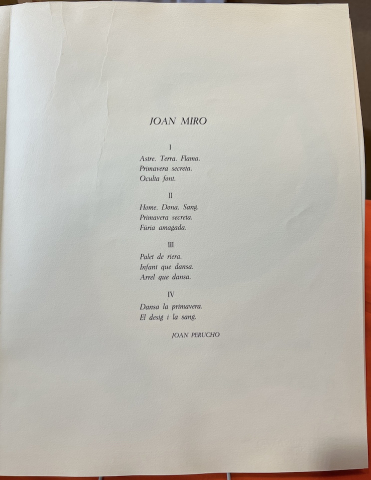 JOAN MIRO
I
Astre. Terra. Flama.
Primavera secreta.
Oculta font.
II
Home. Dona. Sang.
Primavera secreta.
Fúria amagada.
III
Palet de riera.
Infant que dansa.
Arrel que dansa.
IV
Dansa la primavera.
El desig i la sang.
JOAN PERUCHO